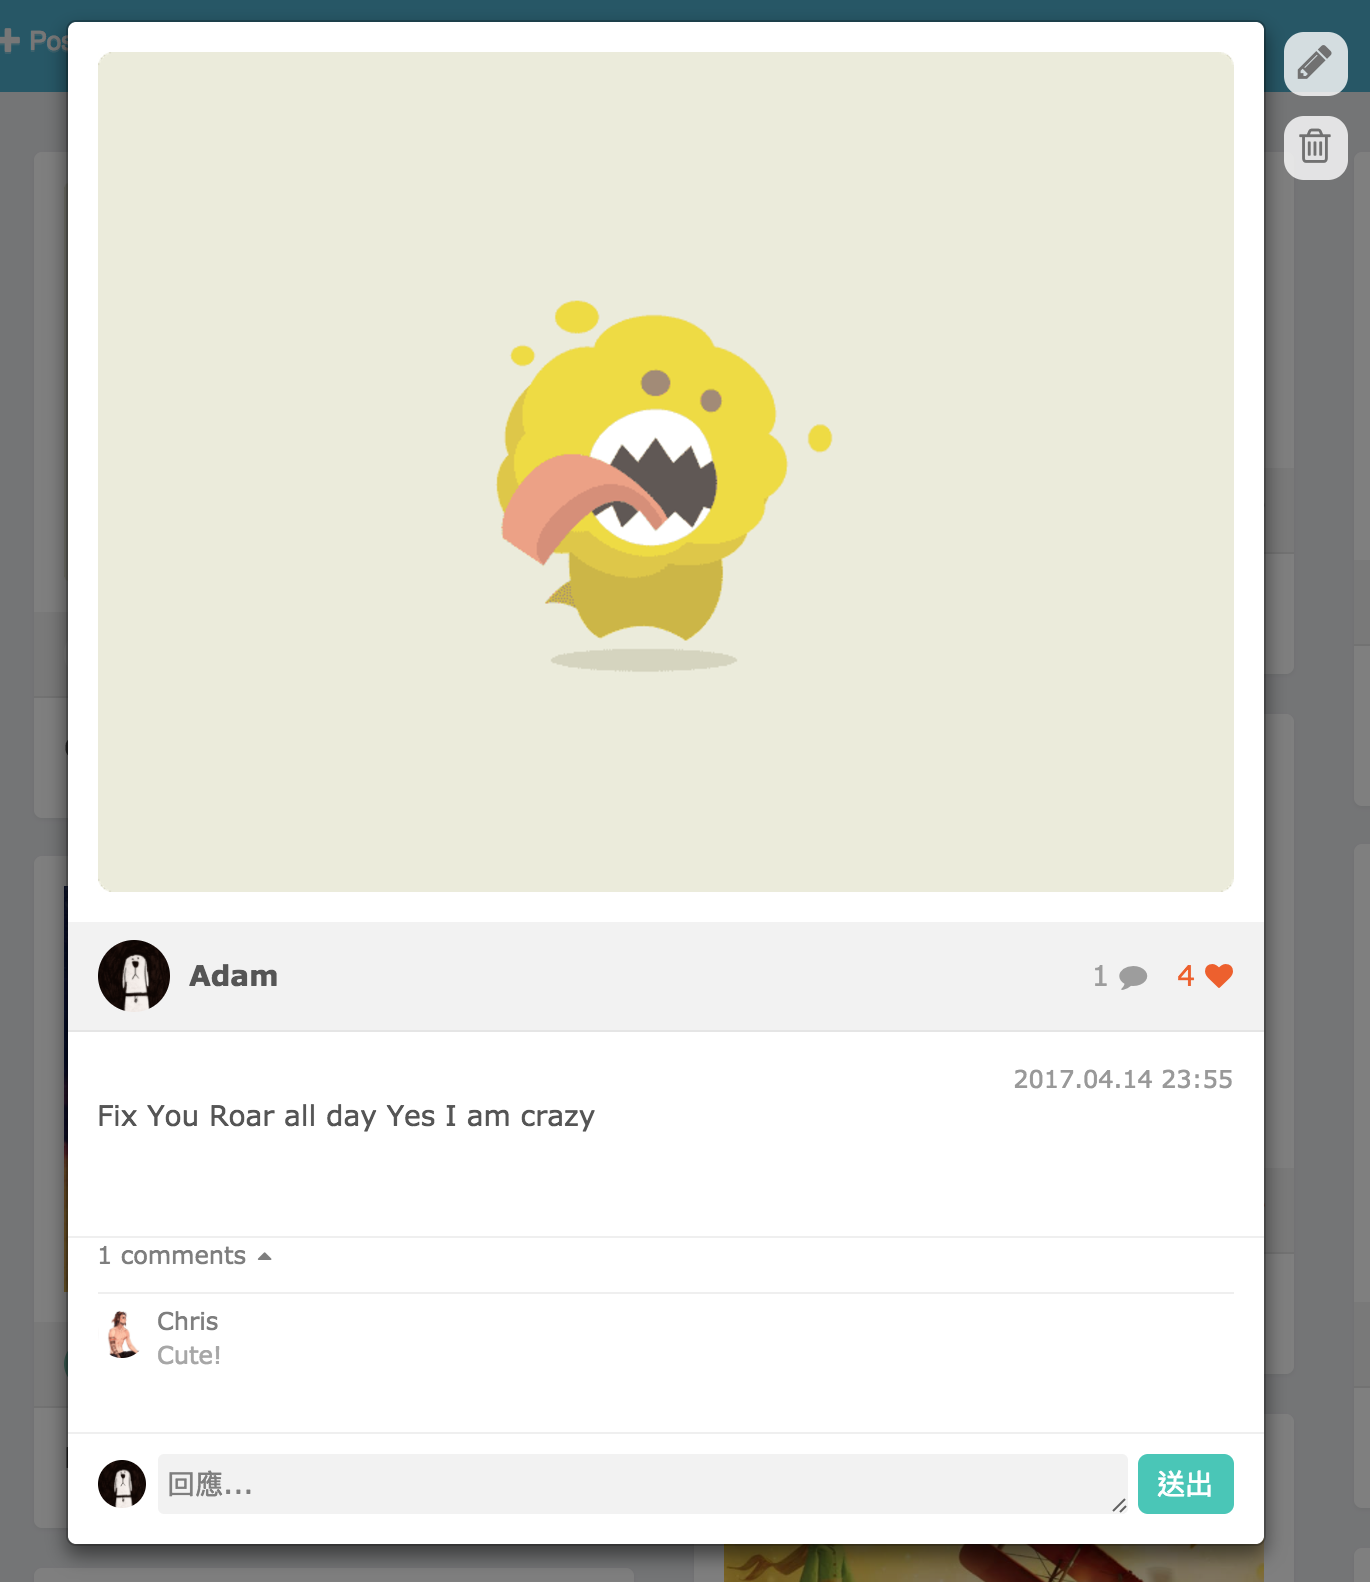 Pos
Adam
1
4
2017.04.14 23:55
Fix You Roar all day Yes I am crazy
1 comments
Chris
Cute!
回應...
送出